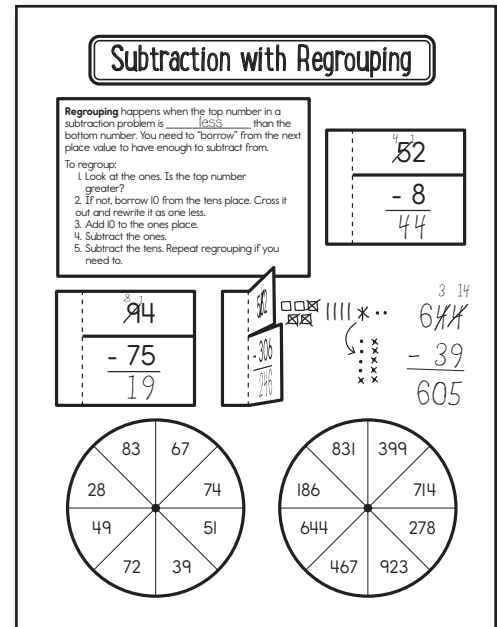 Subtraction with Regrouping
Regrouping happens when the top number in a
subtraction problem is less than the
bottom number. You need to “borrow” from the next
place value to have enough to subtract from.
To regroup:
1. Look at the ones. Is the top number
greater?
2. If not, borrow 10 from the tens place. Cross it
out and rewrite it as one less.
3. Add 10 to the ones place.
4. Subtract the ones.
5. Subtract the tens. Repeat regrouping if you
need to.
4 1
52
- 8
44
8 1
94
- 75
19
- 306
246
3 14
644
- 39
605
83 67
28 74
49 51
72 39
831 399
186 714
644 278
467 923